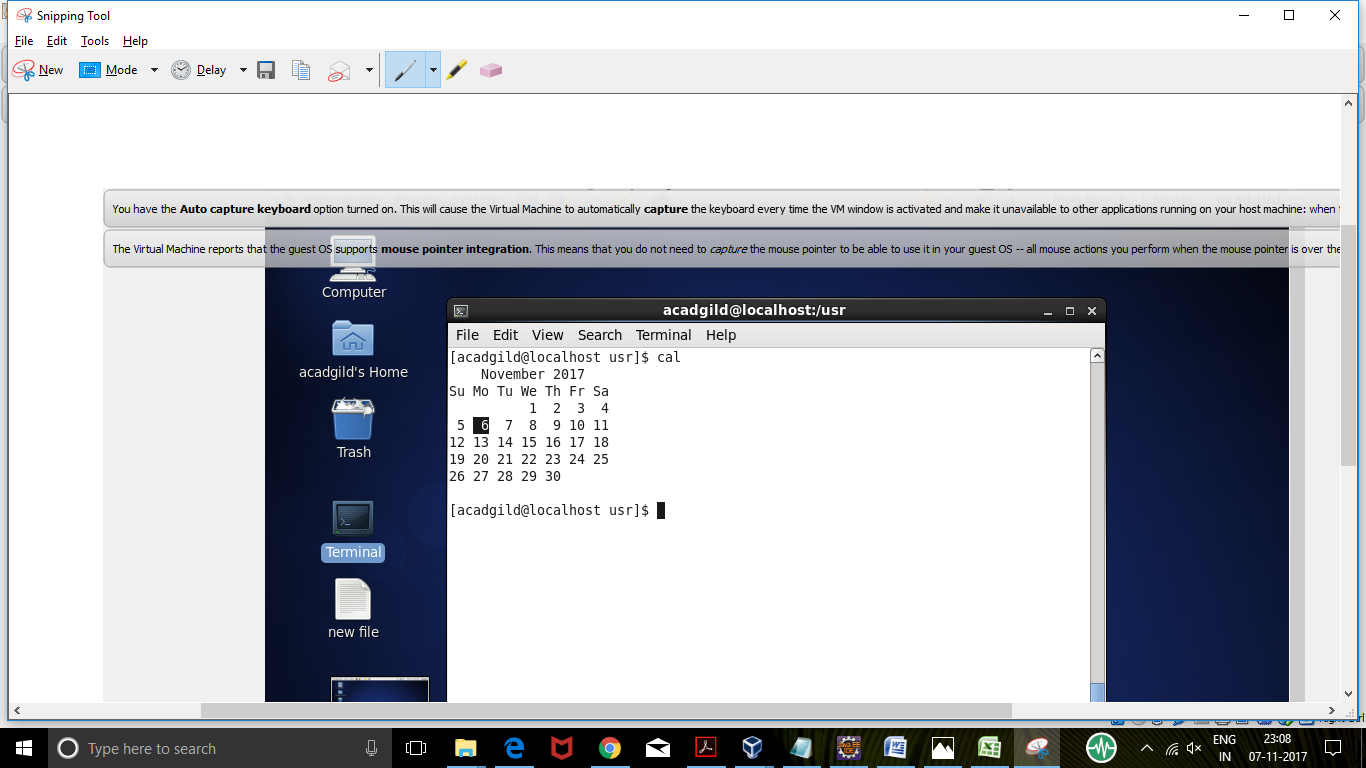 Snipping Tool
File Edit Tools Help
New Mode Delay
You have the Auto capture keyboard option turned on. This will cause the Virtual Machine to automatically capture the keyboard every time the VM window is activated and make it unavailable to other applications running on your host machine: when
The Virtual Machine reports that the guest OS supports mouse pointer integration. This means that you do not need to capture the mouse pointer to be able to use it in your guest OS -- all mouse actions you perform when the mouse pointer is over the
Computer
acadgild's Home
Trash
Terminal
new file
acadgild@localhost:/usr
File Edit View Search Terminal Help
[acadgild@localhost usr]$ cal
November 2017
Su Mo Tu We Th Fr Sa
1 2 3 4
5 6 7 8 9 10 11
12 13 14 15 16 17 18
19 20 21 22 23 24 25
26 27 28 29 30
[acadgild@localhost usr]$
Type here to search
ENG
IN
23:08
07-11-2017